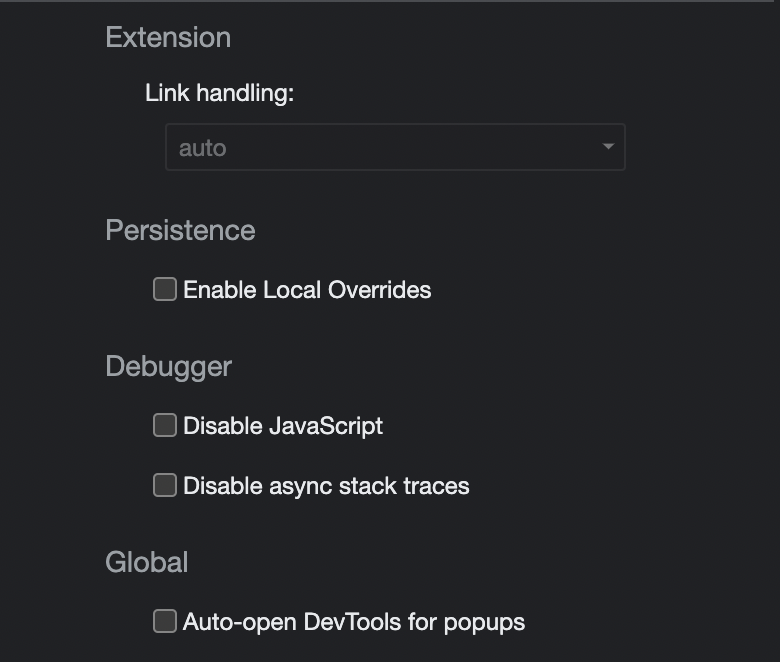 Extension
Link handling:
auto
Persistence
Enable Local Overrides
Debugger
Disable JavaScript
Disable async stack traces
Global
Auto-open DevTools for popups